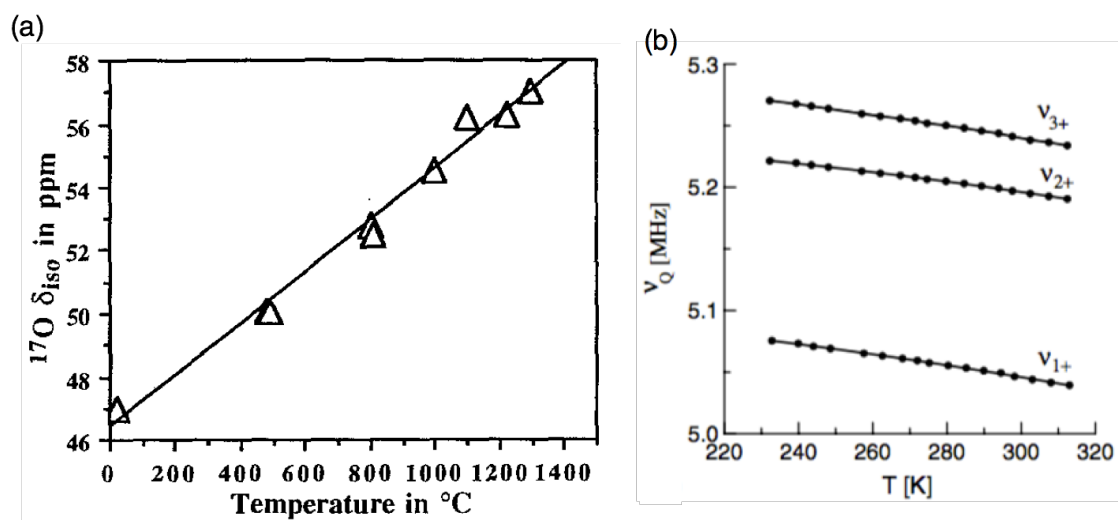 (a)
58
56
54
52
50
48
46
¹⁷O δiso in ppm
0 200 400 600 800 1000 1200 1400
Temperature in °C
(b)
5.3
5.2
5.1
5.0
νQ [MHz]
ν3+
ν2+
ν1+
220 240 260 280 300 320
T [K]